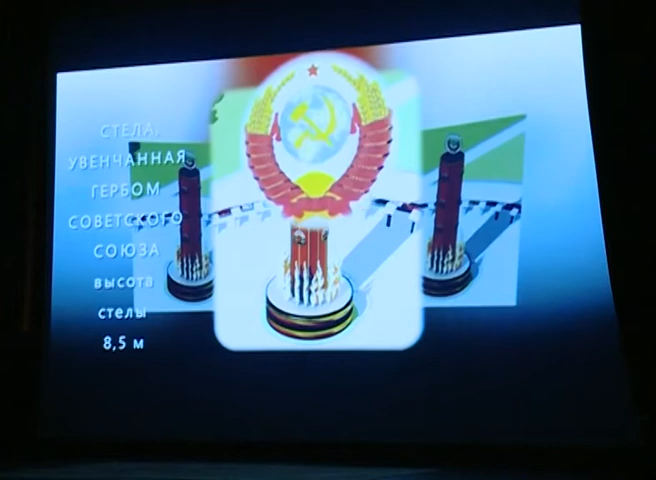 СТЕЛА,
УВЕНЧАННАЯ
ГЕРБОМ
СОВЕТСКОГО
СОЮЗА
высота
стелы
8,5 м